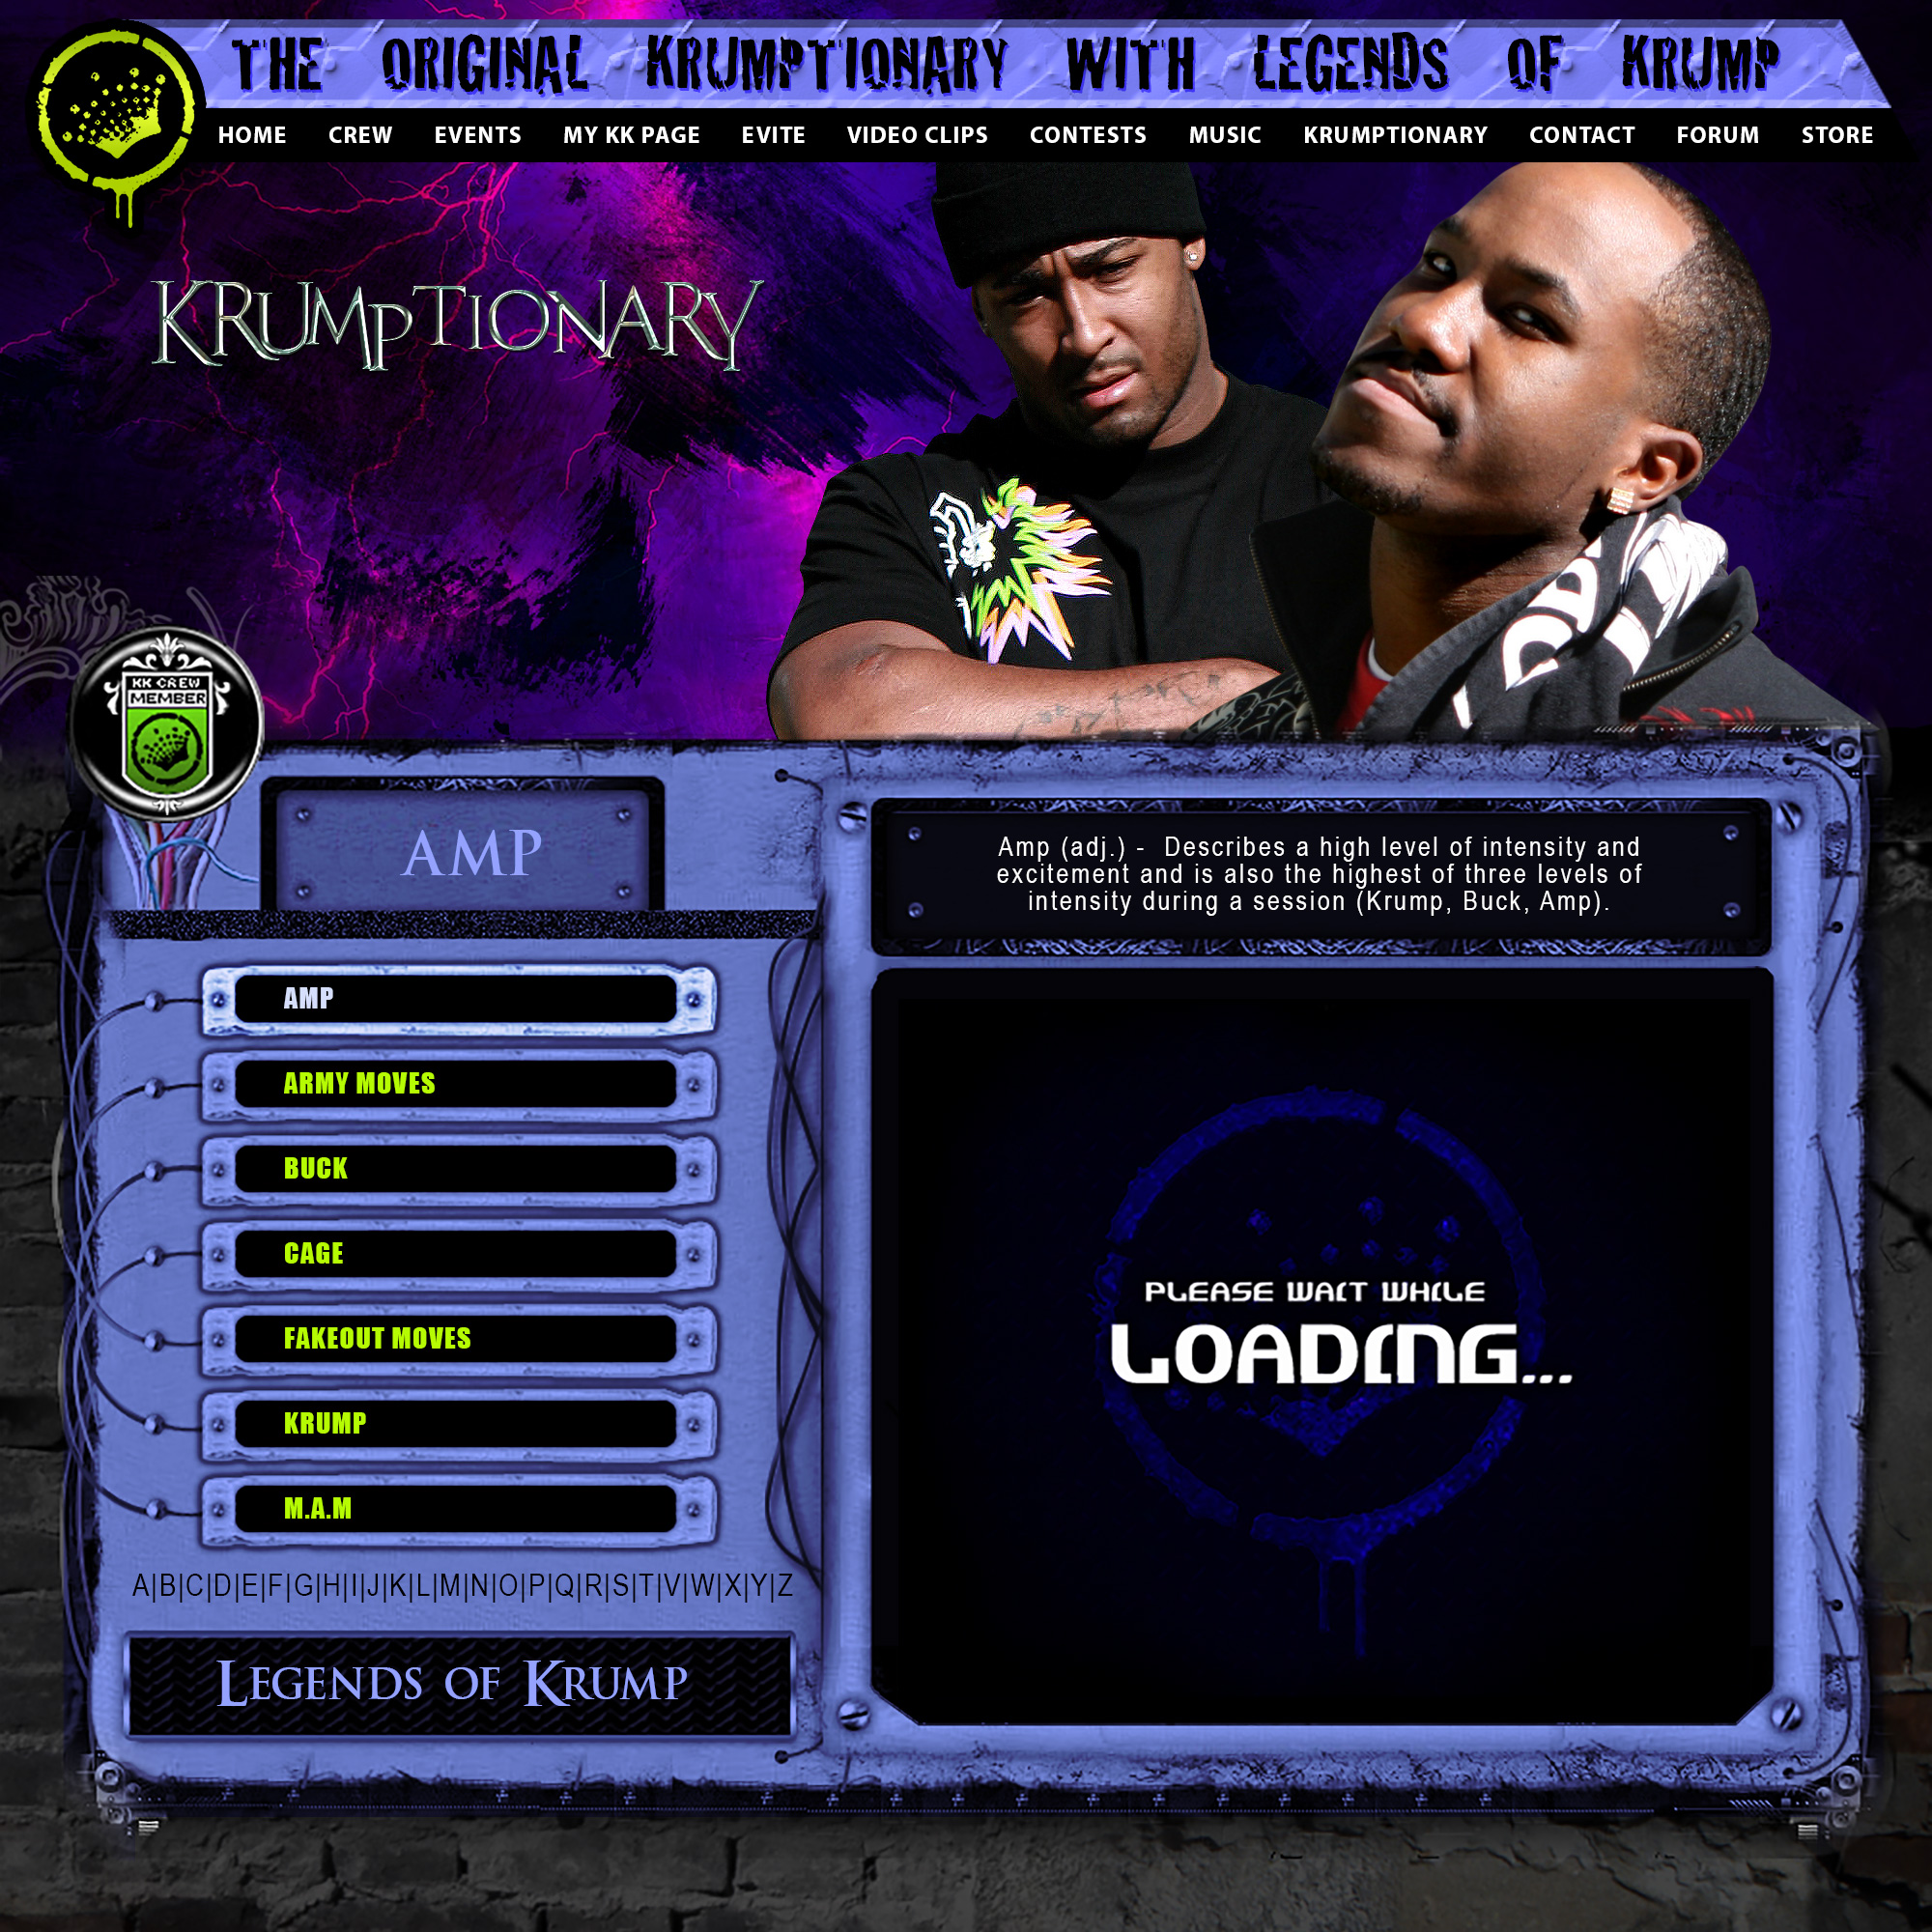 THE ORIGINAL KRUMPTIONARY WITH LEGENDS OF KRUMP
HOME CREW EVENTS MY KK PAGE EVITE VIDEO CLIPS CONTESTS MUSIC KRUMPTIONARY CONTACT FORUM STORE
KRUMPTIONARY
KK CREW
MEMBER
AMP
Amp (adj.) - Describes a high level of intensity and
excitement and is also the highest of three levels of
intensity during a session (Krump, Buck, Amp).
AMP
ARMY MOVES
BUCK
CAGE
FAKEOUT MOVES
KRUMP
M.A.M
A|B|C|D|E|F|G|H|I|J|K|L|M|N|O|P|Q|R|S|T|V|W|X|Y|Z
LEGENDS OF KRUMP
PLEASE WAIT WHILE
LOADING...